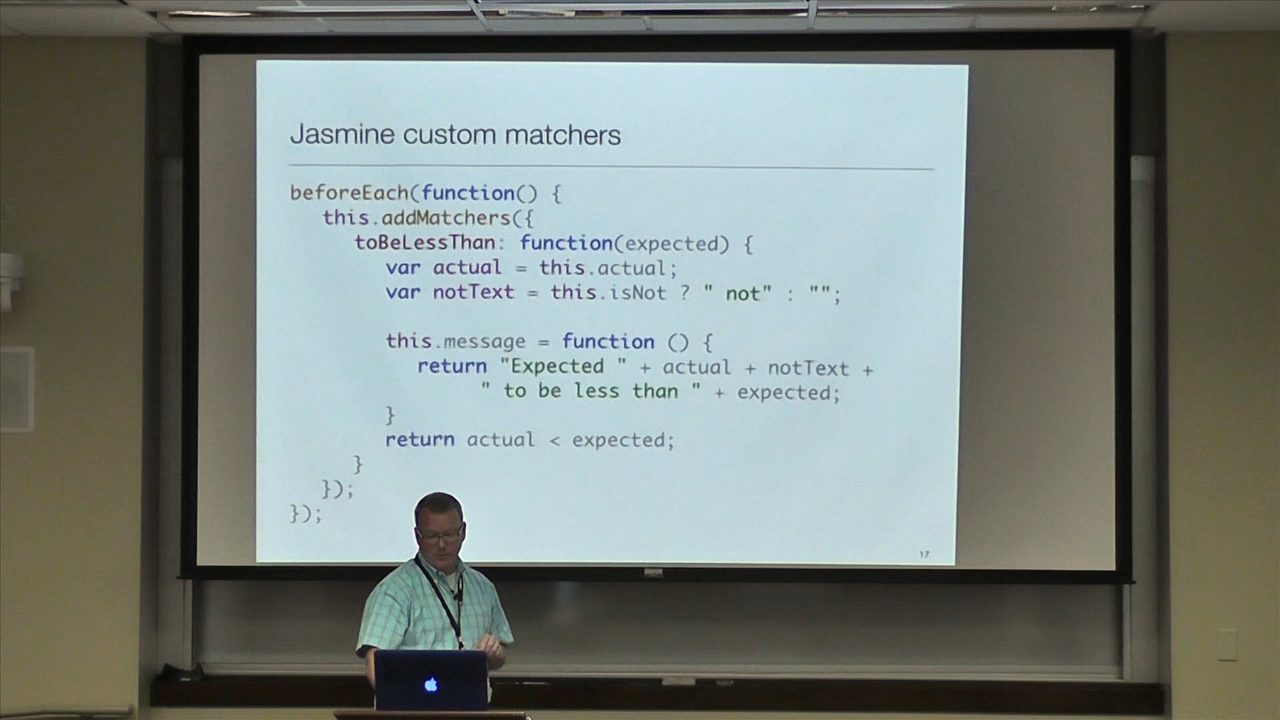 Jasmine custom matchers
beforeEach(function() {
this.addMatchers({
toBeLessThan: function(expected) {
var actual = this.actual;
var notText = this.isNot ? " not" : "";
this.message = function () {
return "Expected " + actual + notText +
" to be less than " + expected;
}
return actual < expected;
}
});
});
17